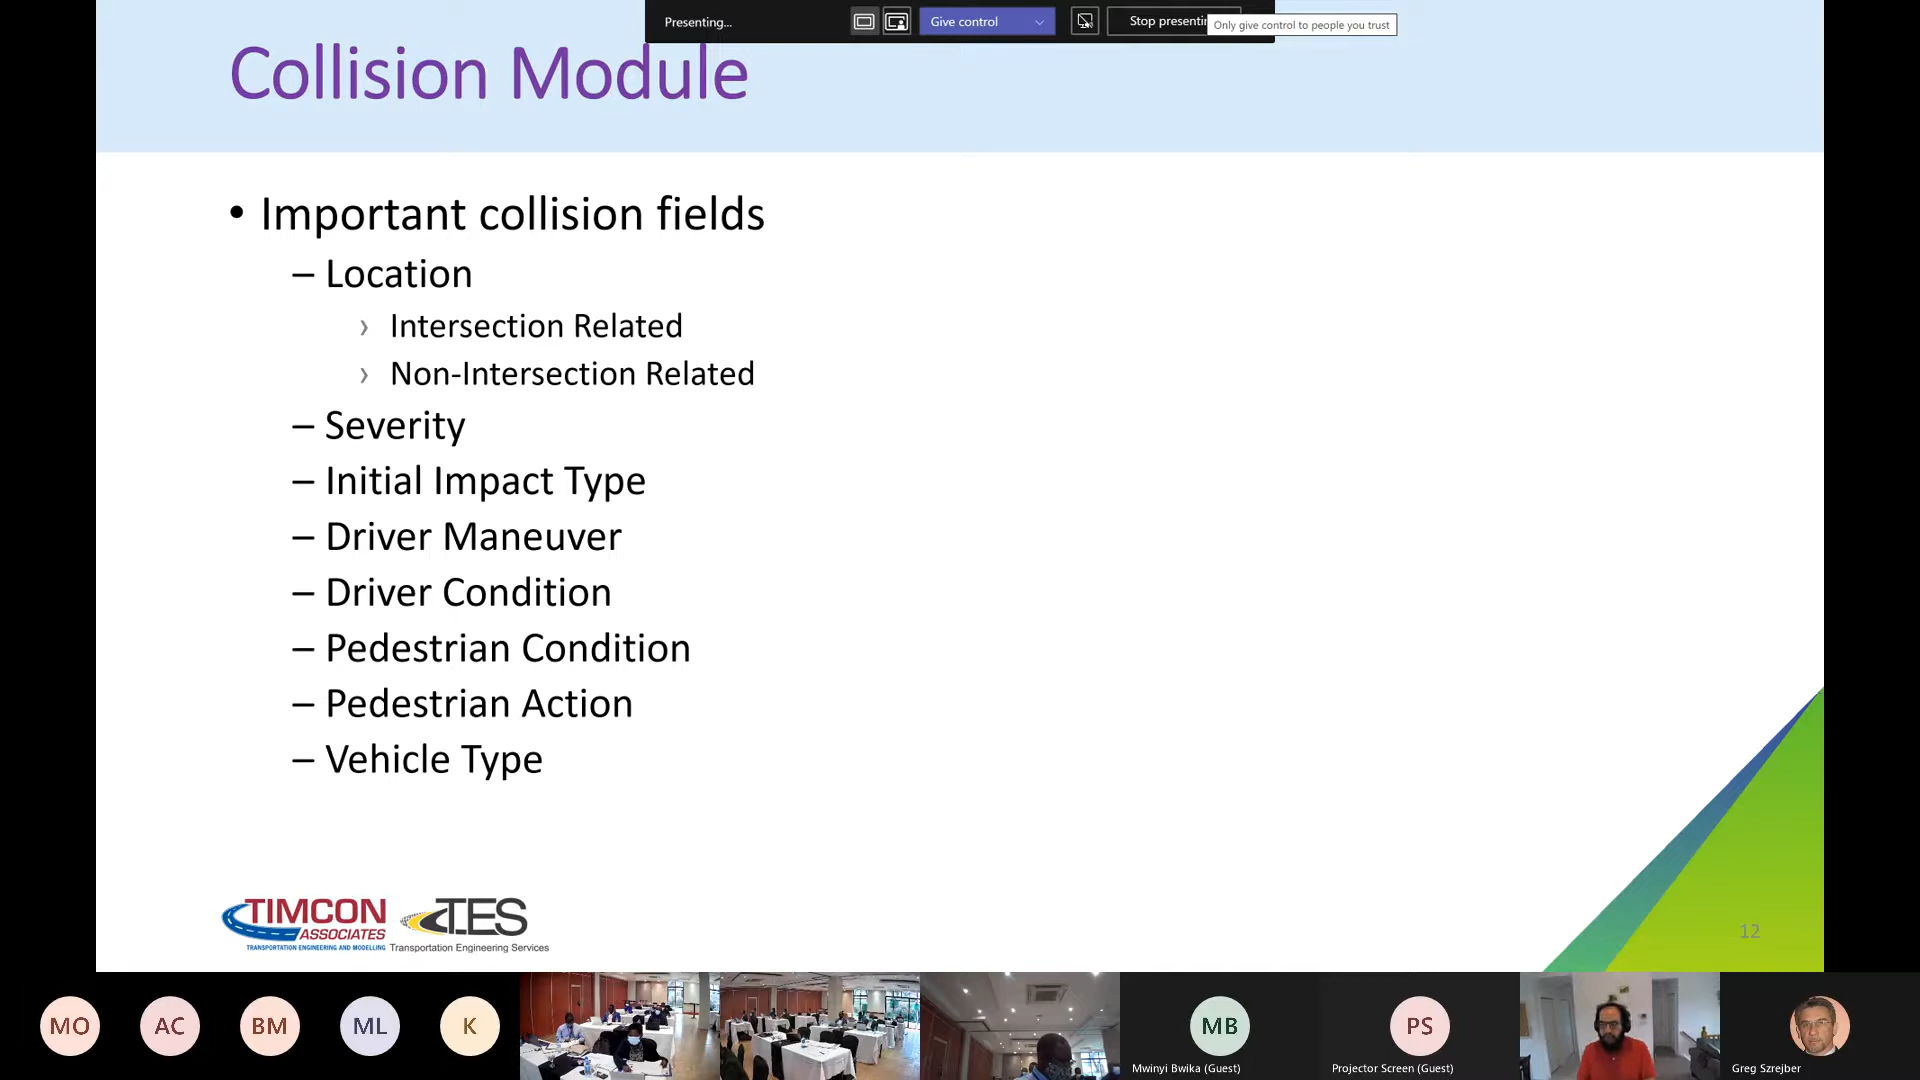 Presenting...
Give control
Stop presenti
Only give control to people you trust
Collision Module
• Important collision fields
– Location
› Intersection Related
› Non-Intersection Related
– Severity
– Initial Impact Type
– Driver Maneuver
– Driver Condition
– Pedestrian Condition
– Pedestrian Action
– Vehicle Type
TIMCON
ASSOCIATES
TRANSPORTATION ENGINEERING AND MODELLING
TES
Transportation Engineering Services
12
MO
AC
BM
ML
K
MB
PS
Mwinyi Bwika (Guest)
Projector Screen (Guest)
Greg Szrejber